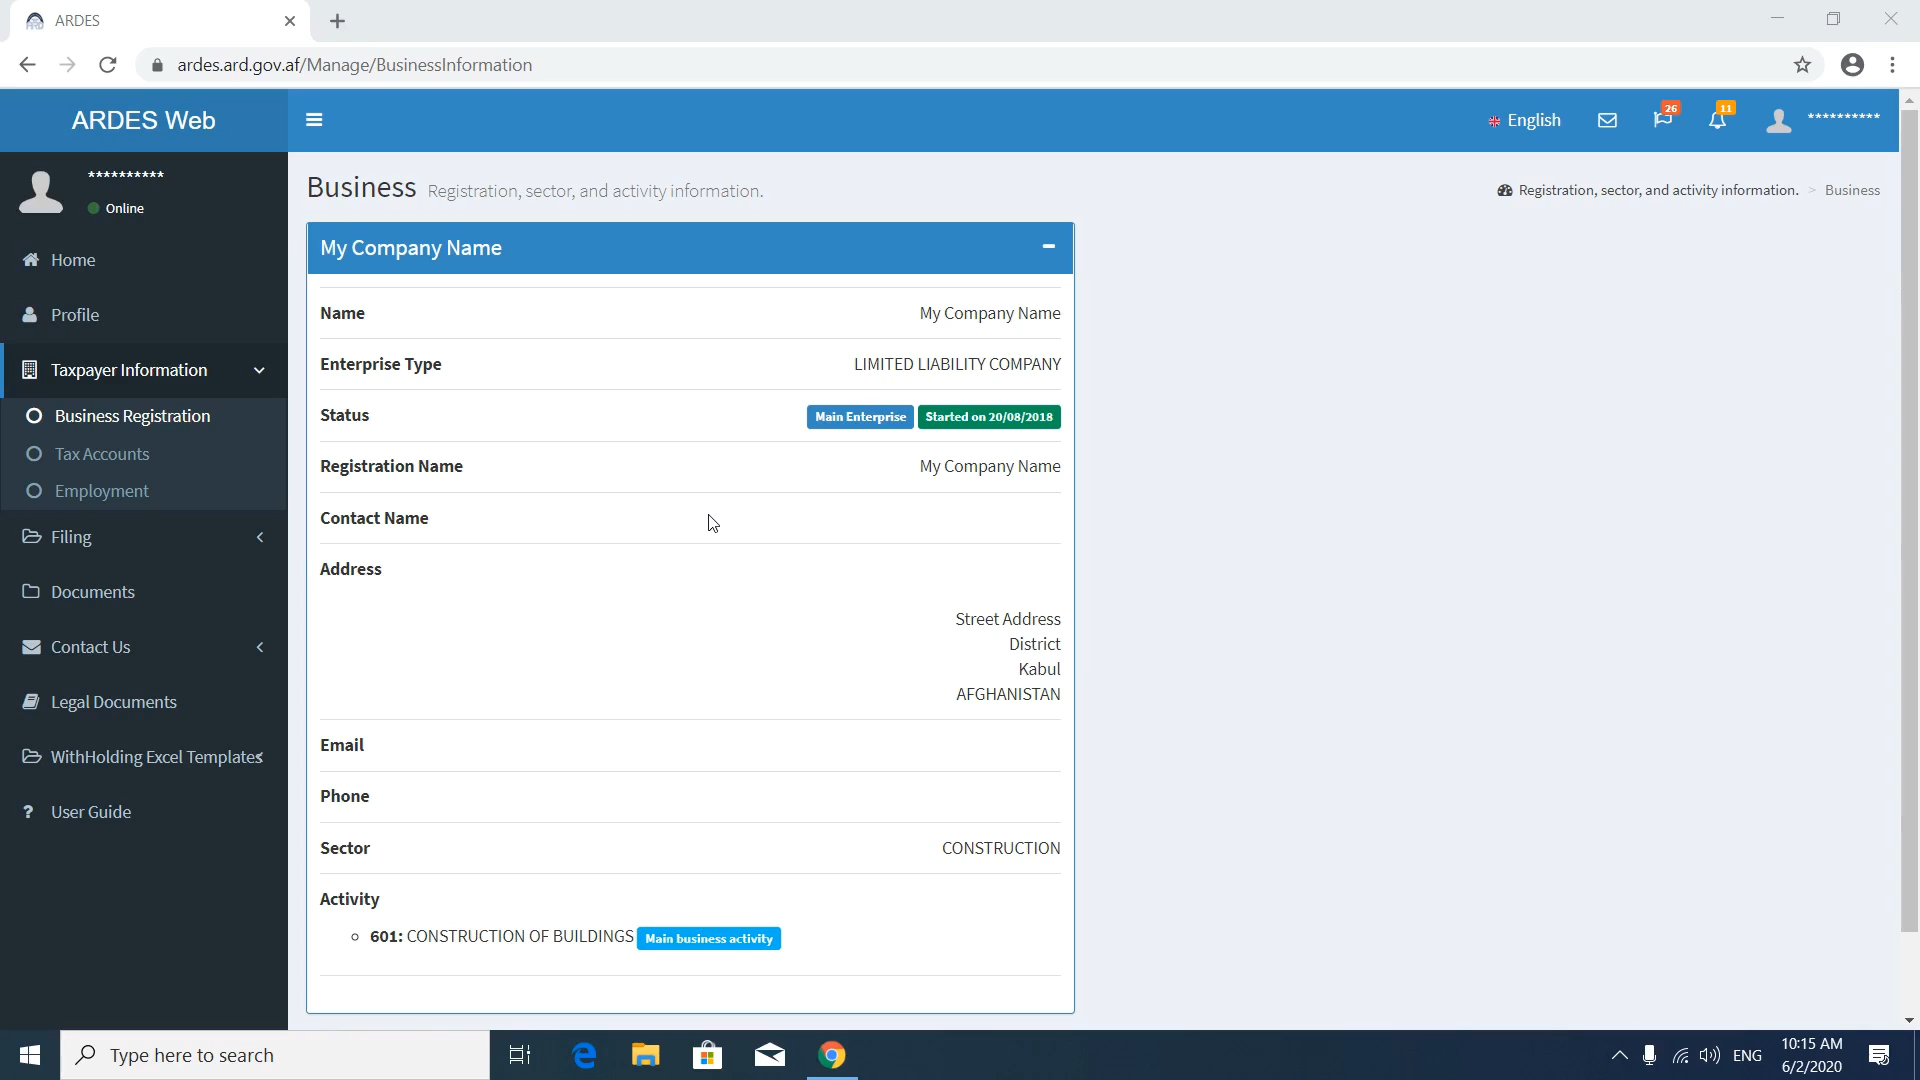 ARDES
ardes.ard.gov.af/Manage/BusinessInformation
ARDES Web
English
26
11
**********
**********
Online
Home
Profile
Taxpayer Information
Business Registration
Tax Accounts
Employment
Filing
Documents
Contact Us
Legal Documents
WithHolding Excel Templates
User Guide
Business Registration, sector, and activity information.
Registration, sector, and activity information. > Business
My Company Name
Name My Company Name
Enterprise Type LIMITED LIABILITY COMPANY
Status Main Enterprise Started on 20/08/2018
Registration Name My Company Name
Contact Name
Address
Street Address
District
Kabul
AFGHANISTAN
Email
Phone
Sector CONSTRUCTION
Activity
601: CONSTRUCTION OF BUILDINGS Main business activity
Type here to search
ENG
10:15 AM
6/2/2020